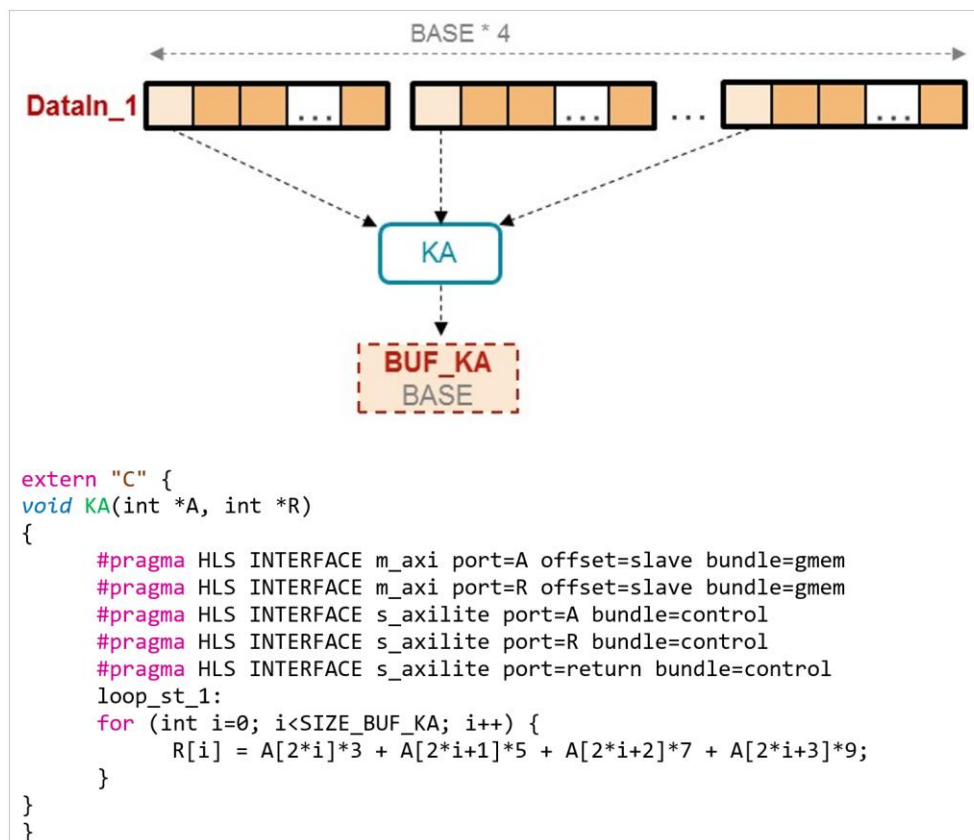 BASE * 4
DataIn_1 ... ... ... ...
KA
BUF_KA
BASE
extern "C" {
void KA(int *A, int *R)
{
#pragma HLS INTERFACE m_axi port=A offset=slave bundle=gmem
#pragma HLS INTERFACE m_axi port=R offset=slave bundle=gmem
#pragma HLS INTERFACE s_axilite port=A bundle=control
#pragma HLS INTERFACE s_axilite port=R bundle=control
#pragma HLS INTERFACE s_axilite port=return bundle=control
loop_st_1:
for (int i=0; i<SIZE_BUF_KA; i++) {
R[i] = A[2*i]*3 + A[2*i+1]*5 + A[2*i+2]*7 + A[2*i+3]*9;
}
}
}